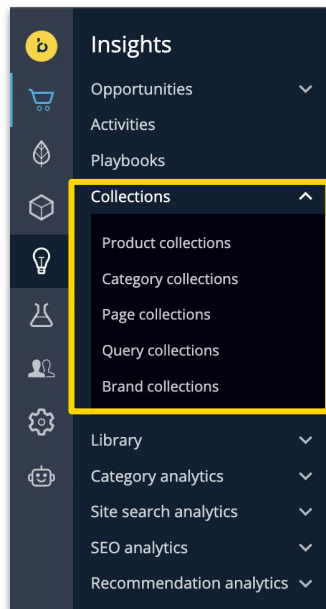 Insights
Opportunities
Activities
Playbooks
Collections
Product collections
Category collections
Page collections
Query collections
Brand collections
Library
Category analytics
Site search analytics
SEO analytics
Recommendation analytics